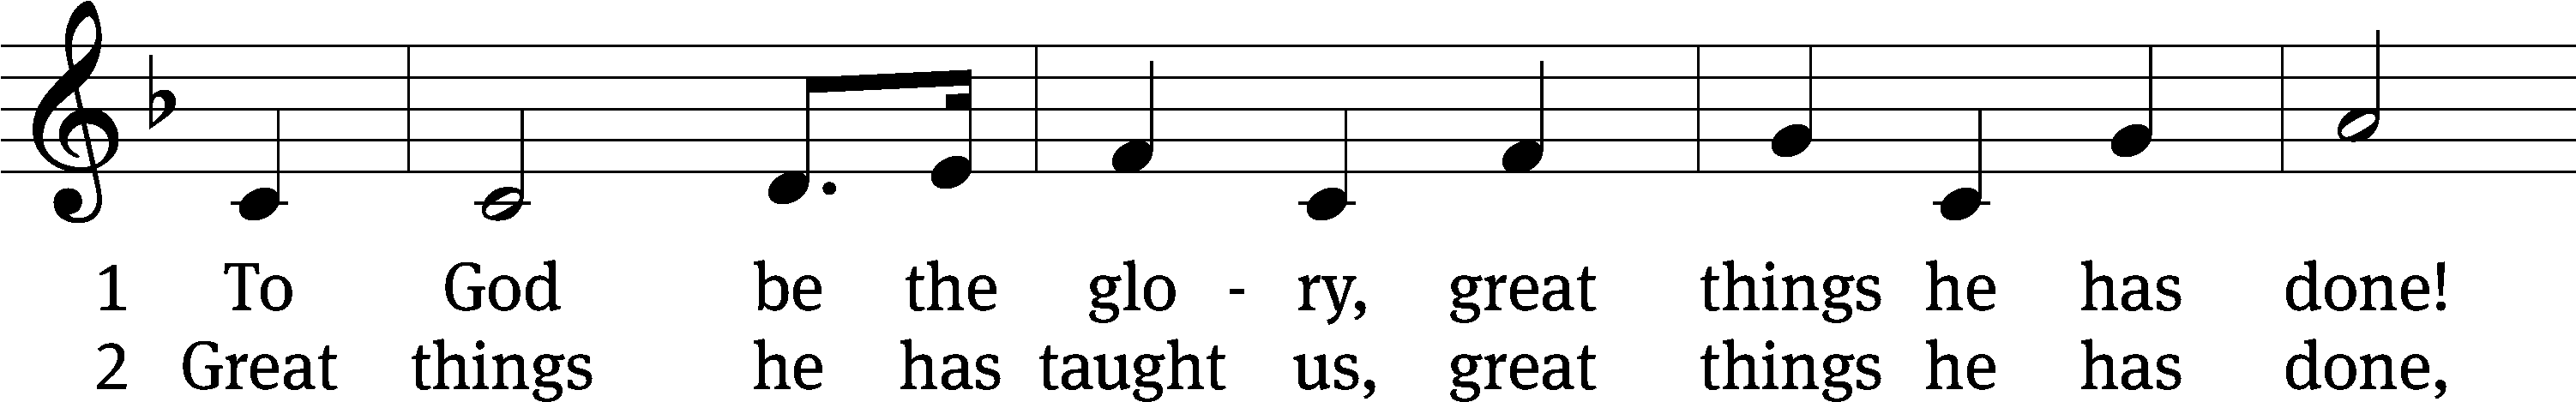 1 To God be the glo - ry, great things he has done!
2 Great things he has taught us, great things he has done,